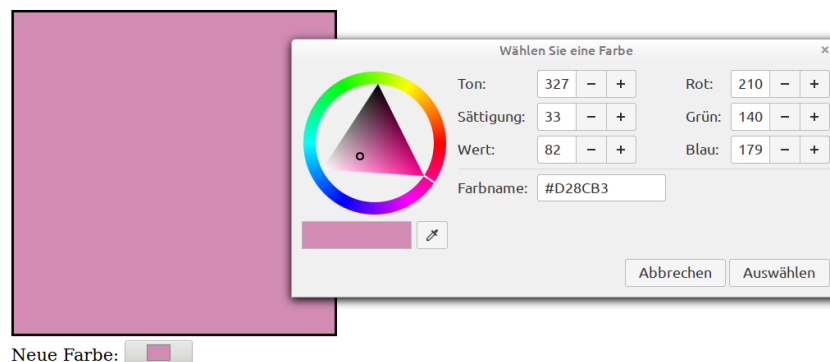 Wählen Sie eine Farbe ×
Ton: 327 − + Rot: 210 − +
Sättigung: 33 − + Grün: 140 − +
Wert: 82 − + Blau: 179 − +
Farbname: #D28CB3
Abbrechen Auswählen
Neue Farbe: